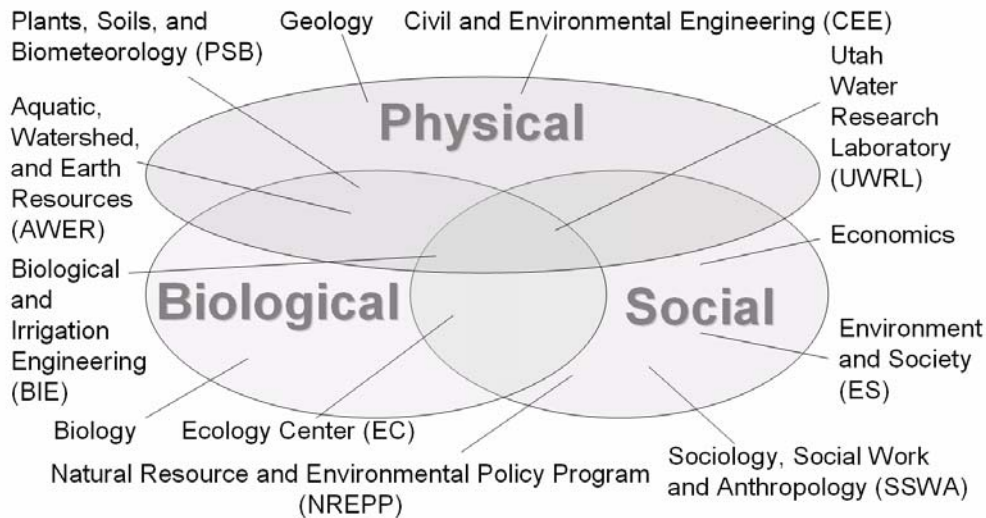 Plants, Soils, and
Biometeorology (PSB)
Geology
Civil and Environmental Engineering (CEE)
Utah
Water
Research
Laboratory
(UWRL)
Aquatic,
Watershed,
and Earth
Resources
(AWER)
Physical
Economics
Biological
and
Irrigation
Engineering
(BIE)
Biological
Social
Environment
and Society
(ES)
Biology
Ecology Center (EC)
Natural Resource and Environmental Policy Program
(NREPP)
Sociology, Social Work
and Anthropology (SSWA)